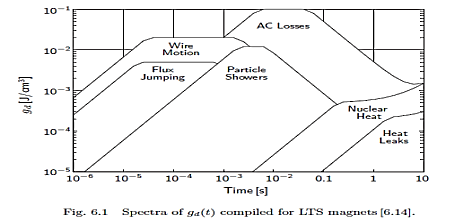 10⁻¹
10⁻²
10⁻³
10⁻⁴
10⁻⁵
g_d [J/cm³]
AC Losses
Wire
Motion
Flux
Jumping
Particle
Showers
Nuclear
Heat
Heat
Leaks
10⁻⁶ 10⁻⁵ 10⁻⁴ 10⁻³ 10⁻² 0.1 1 10
Time [s]
Fig. 6.1 Spectra of g_d(t) compiled for LTS magnets [6.14].